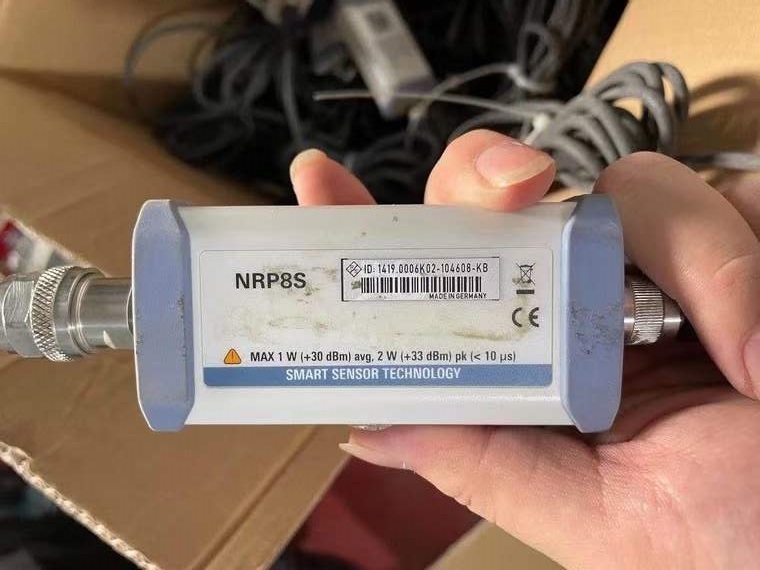 NRP8S
ID: 1419.0006K02-104608-KB
MADE IN GERMANY
CE
MAX 1 W (+30 dBm) avg, 2 W (+33 dBm) pk (< 10 µs)
SMART SENSOR TECHNOLOGY